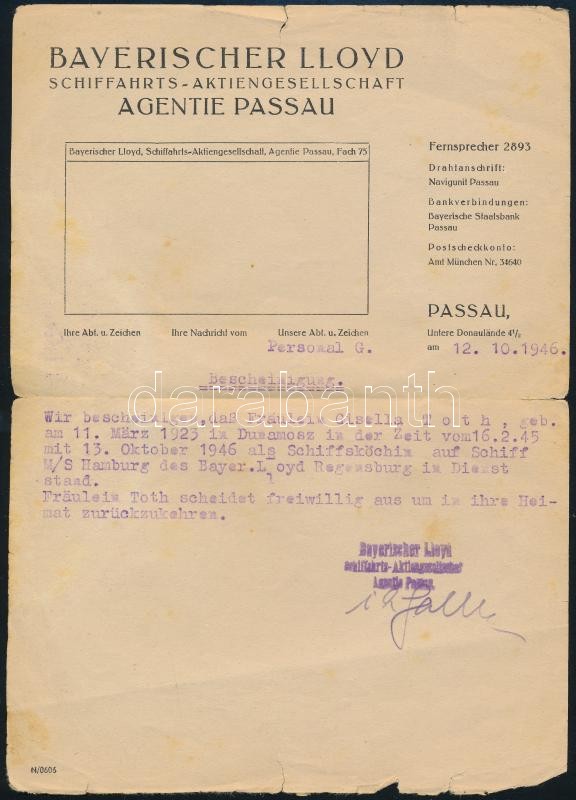 BAYERISCHER LLOYD
SCHIFFAHRTS-AKTIENGESELLSCHAFT
AGENTIE PASSAU
Bayerischer Lloyd, Schiffahrts-Aktiengesellschaft, Agentie Passau, Fach 75
Fernsprecher 2893
Drahtanschrift:
Navigunit Passau
Bankverbindungen:
Bayerische Staatsbank
Passau
Postscheckkonto:
Amt München Nr. 34640
PASSAU,
Untere Donaulände 4½
am 12. 10. 1946.
Ihre Abt. u. Zeichen Ihre Nachricht vom Unsere Abt. u. Zeichen
Personal G.
Bescheinigung.
darabanth
Wir bescheinigen, daß Fräulein Gisella T o t h , geb.
am 11. März 1923 in Dunamosz in der Zeit vom 16.2.45
mit 13. Oktober 1946 als Schiffsköchin auf Schiff
M/S Hamburg des Bayer. Lloyd Regensburg in Dienst
stand.
Fräulein Toth scheidet freiwillig aus um in ihre Hei-
mat zurückzukehren.
Bayerischer Lloyd
Schiffahrts-Aktiengesellschaft
Agentie Passau
N/0606